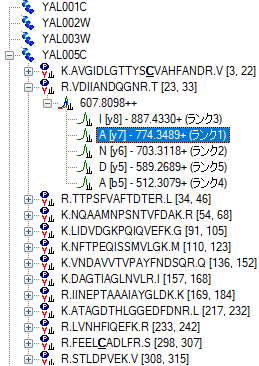 YAL001C
YAL002W
YAL003W
YAL005C
K.AVGIDLGTTYSCVAHFANDR.V [3, 22]
R.VDIIANDQGNR.T [23, 33]
607.8098++
I [y8] - 887.4330+ (ランク3)
A [y7] - 774.3489+ (ランク1)
N [y6] - 703.3118+ (ランク2)
D [y5] - 589.2689+ (ランク5)
A [b5] - 512.3079+ (ランク4)
R.TTPSFVAFTDTER.L [34, 46]
K.NQAAMNPSNTVFDAK.R [54, 68]
K.LIDVDGKPQIQVEFK.G [91, 105]
K.NFTPEQISSMVLGK.M [110, 123]
K.VNDAVVTVPAYFNDSQR.Q [136, 152]
K.DAGTIAGLNVLR.I [157, 168]
R.IINEPTAAAIAYGLDK.K [169, 184]
K.ATAGDTHLGGEDFDNR.L [217, 232]
R.LVNHFIQEFK.R [233, 242]
R.FEELCADLFR.S [298, 307]
R.STLDPVEK.V [308, 315]